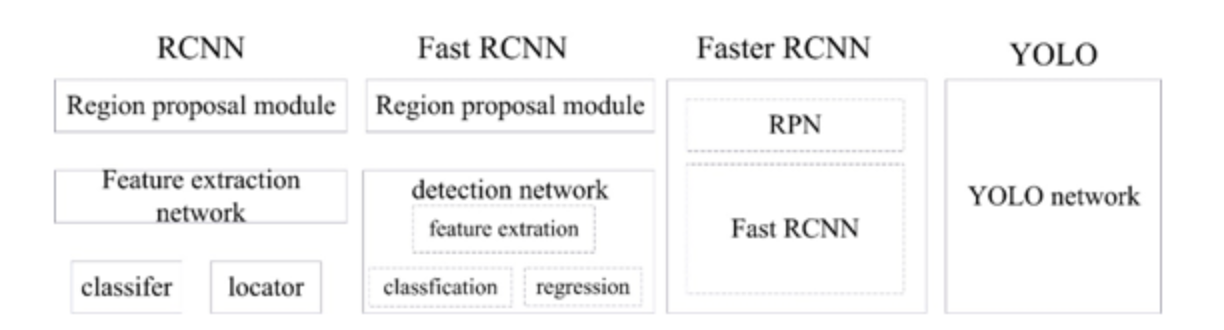 RCNN
Region proposal module
Feature extraction
network
classifer
locator
Fast RCNN
Region proposal module
detection network
feature extration
classfication
regression
Faster RCNN
RPN
Fast RCNN
YOLO
YOLO network